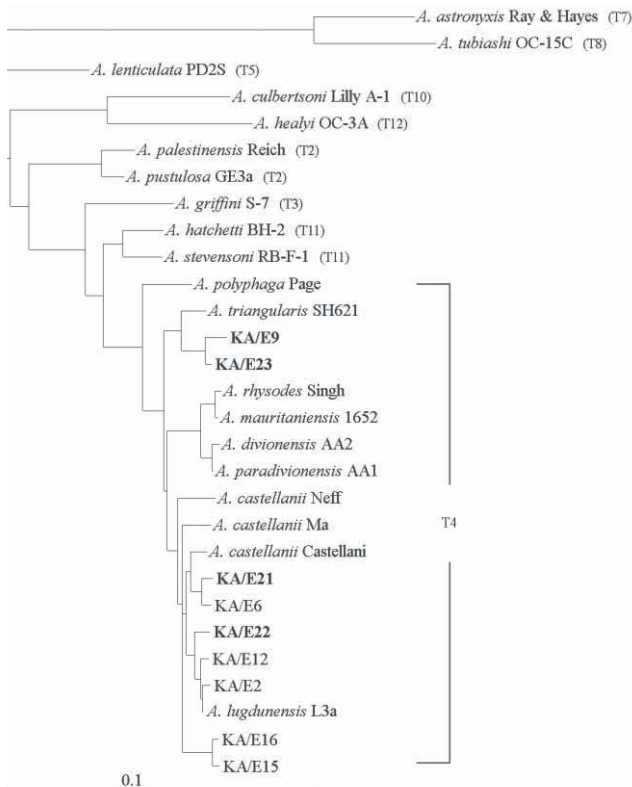 A. astronyxis Ray & Hayes (T7)
A. tubiashi OC-15C (T8)
A. lenticulata PD2S (T5)
A. culbertsoni Lilly A-1 (T10)
A. healyi OC-3A (T12)
A. palestinensis Reich (T2)
A. pustulosa GE3a (T2)
A. griffini S-7 (T3)
A. hatchetti BH-2 (T11)
A. stevensoni RB-F-1 (T11)
A. polyphaga Page
A. triangularis SH621
KA/E9
KA/E23
A. rhysodes Singh
A. mauritaniensis 1652
A. divionensis AA2
A. paradivionensis AA1
A. castellanii Neff
A. castellanii Ma
T4
A. castellanii Castellani
KA/E21
KA/E6
KA/E22
KA/E12
KA/E2
A. lugdunensis L3a
KA/E16
KA/E15
0.1